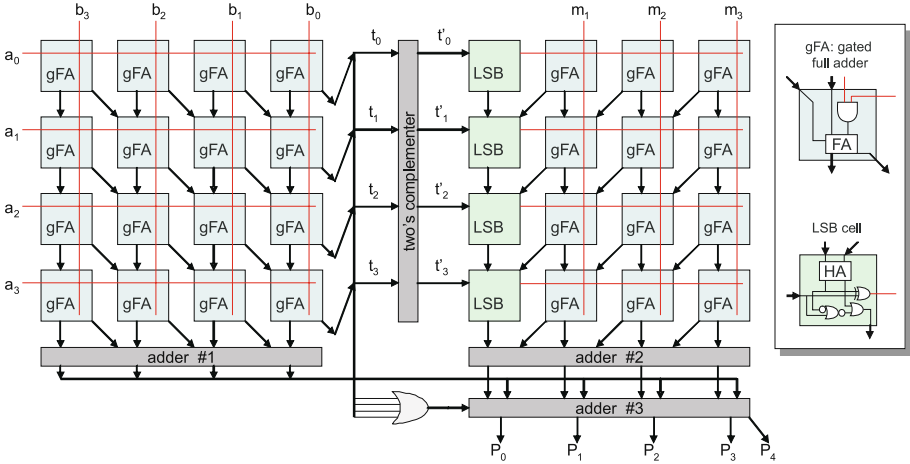 b₃ b₂ b₁ b₀ m₁ m₂ m₃
a₀ gFA gFA gFA gFA t₀ t'₀ LSB gFA gFA gFA
a₁ gFA gFA gFA gFA t₁ t'₁ LSB gFA gFA gFA
a₂ gFA gFA gFA gFA t₂ t'₂ LSB gFA gFA gFA
a₃ gFA gFA gFA gFA t₃ t'₃ LSB gFA gFA gFA
two's complementer
adder #1 adder #2
adder #3
P₀ P₁ P₂ P₃ P₄
gFA: gated
full adder
FA
LSB cell
HA